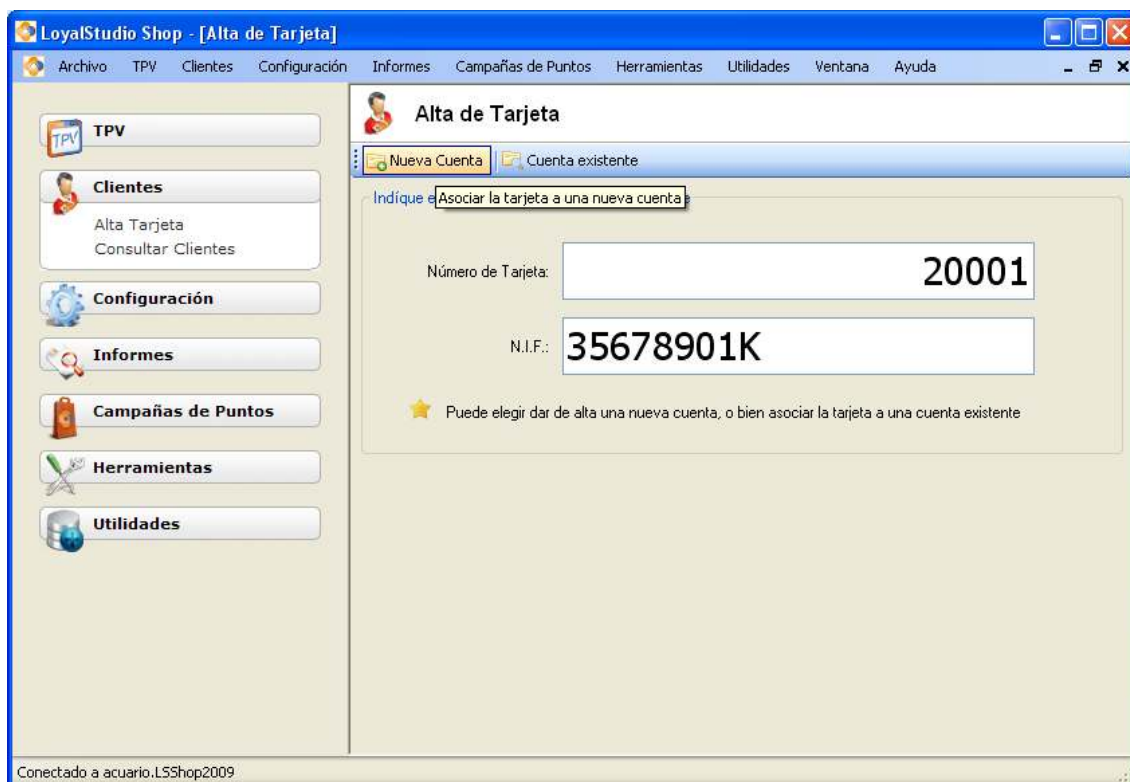 LoyalStudio Shop - [Alta de Tarjeta]
Archivo TPV Clientes Configuración Informes Campañas de Puntos Herramientas Utilidades Ventana Ayuda
TPV
TPV
Clientes
Alta Tarjeta
Consultar Clientes
Configuración
Informes
Campañas de Puntos
Herramientas
Utilidades
Alta de Tarjeta
Nueva Cuenta Cuenta existente
Indíque
Asociar la tarjeta a una nueva cuenta
Número de Tarjeta: 20001
N.I.F.: 35678901K
Puede elegir dar de alta una nueva cuenta, o bien asociar la tarjeta a una cuenta existente
Conectado a acuario.LSShop2009